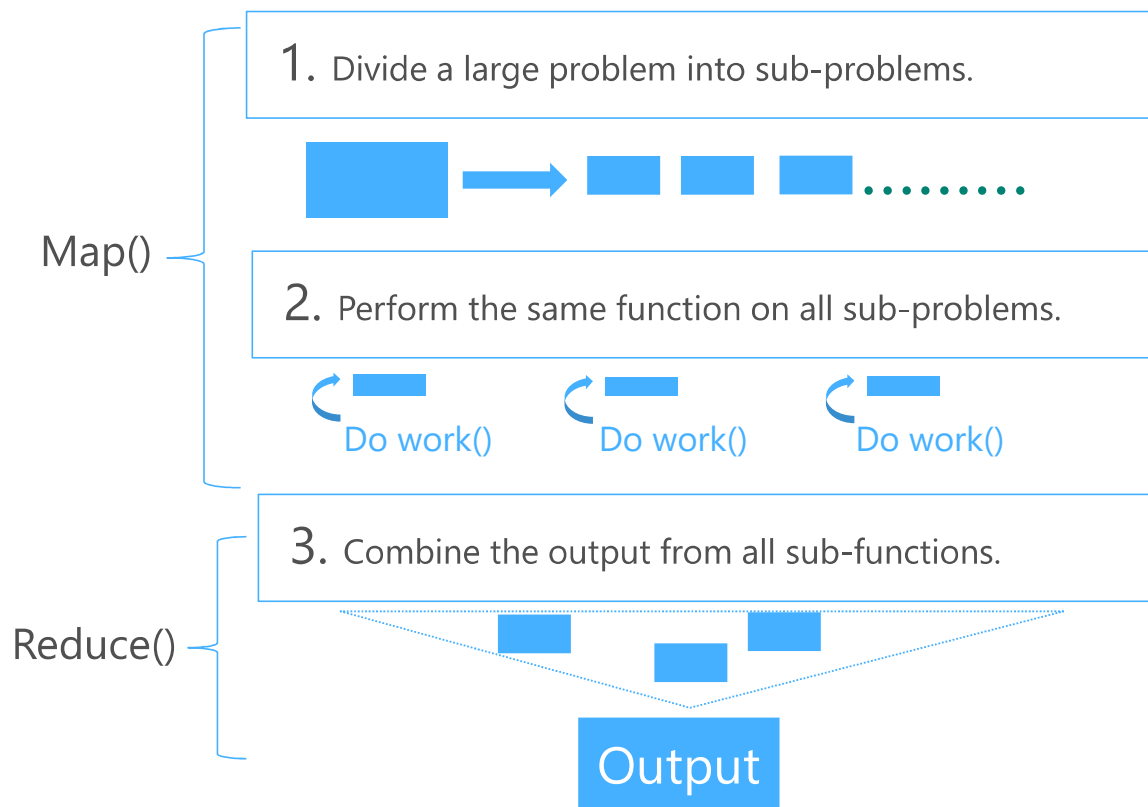 1. Divide a large problem into sub-problems.
Map()
2. Perform the same function on all sub-problems.
Do work() Do work() Do work()
3. Combine the output from all sub-functions.
Reduce()
Output